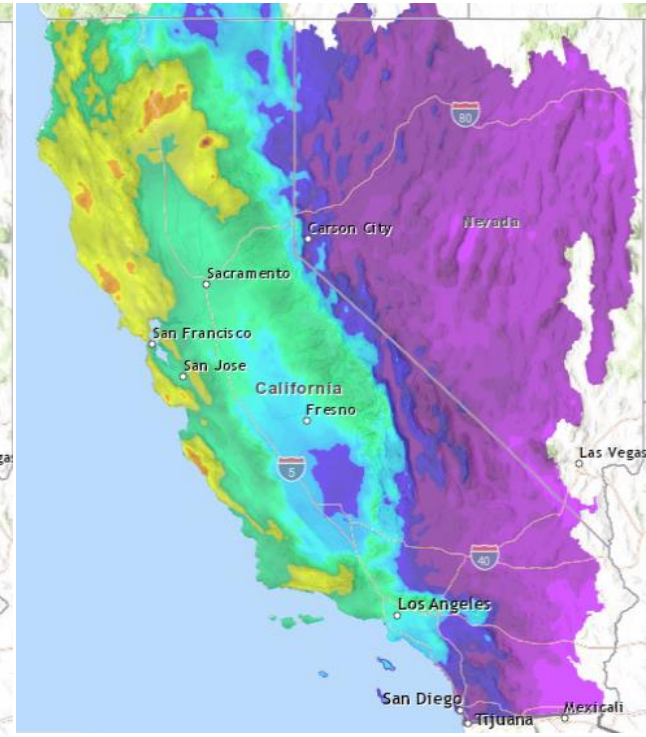 80
Nevada
Carson City
Sacramento
San Francisco
San Jose
California
Fresno
5
Las Vegas
40
Los Angeles
San Diego
Tijuana
Mexicali